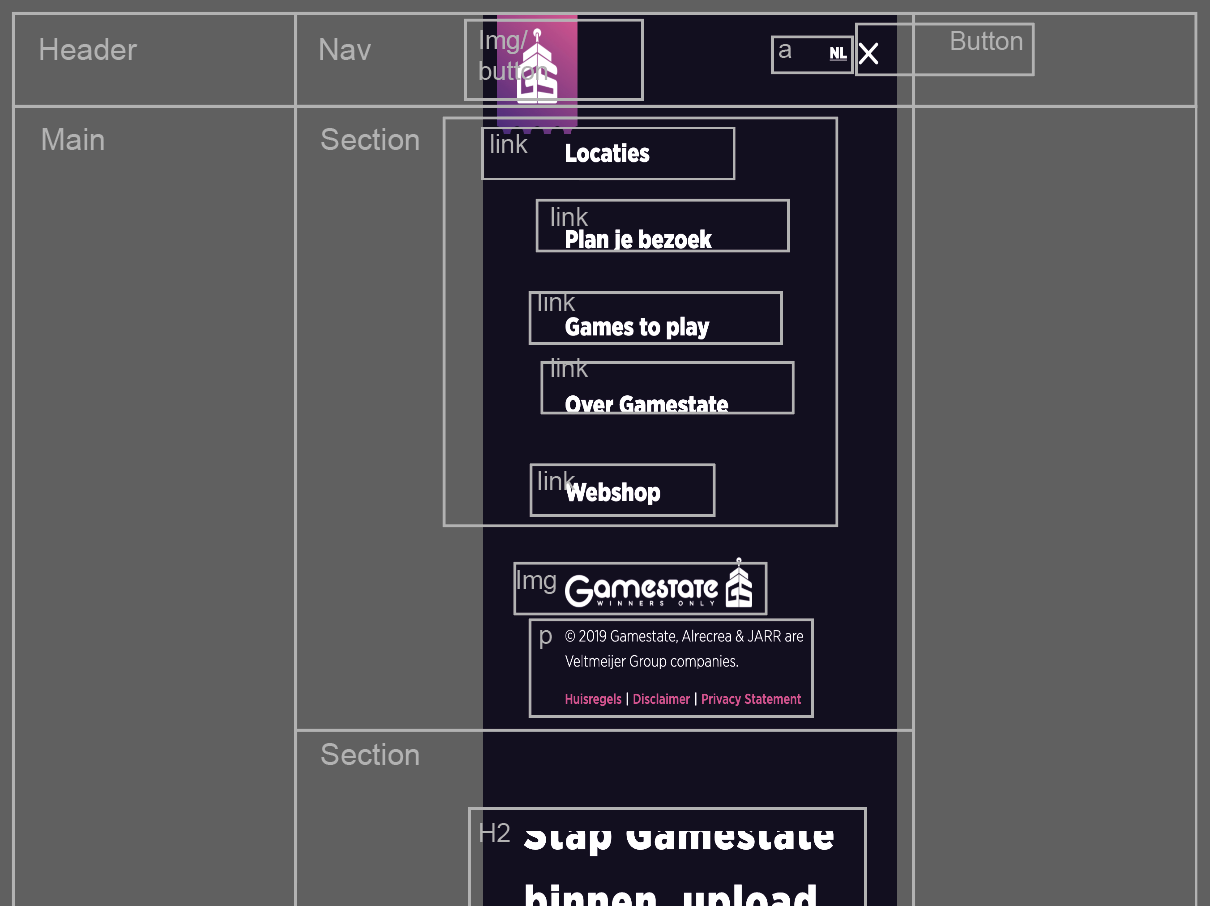 Header
Nav
Img/
button
a
NL
Button
Main
Section
link
Locaties
link
Plan je bezoek
link
Games to play
link
Over Gamestate
link
Webshop
Img
Gamestate
WINNERS ONLY
p
© 2019 Gamestate, Alrecrea & JARR are
Veltmeijer Group companies.
Huisregels | Disclaimer | Privacy Statement
Section
H2
Stap Gamestate
binnen, upload